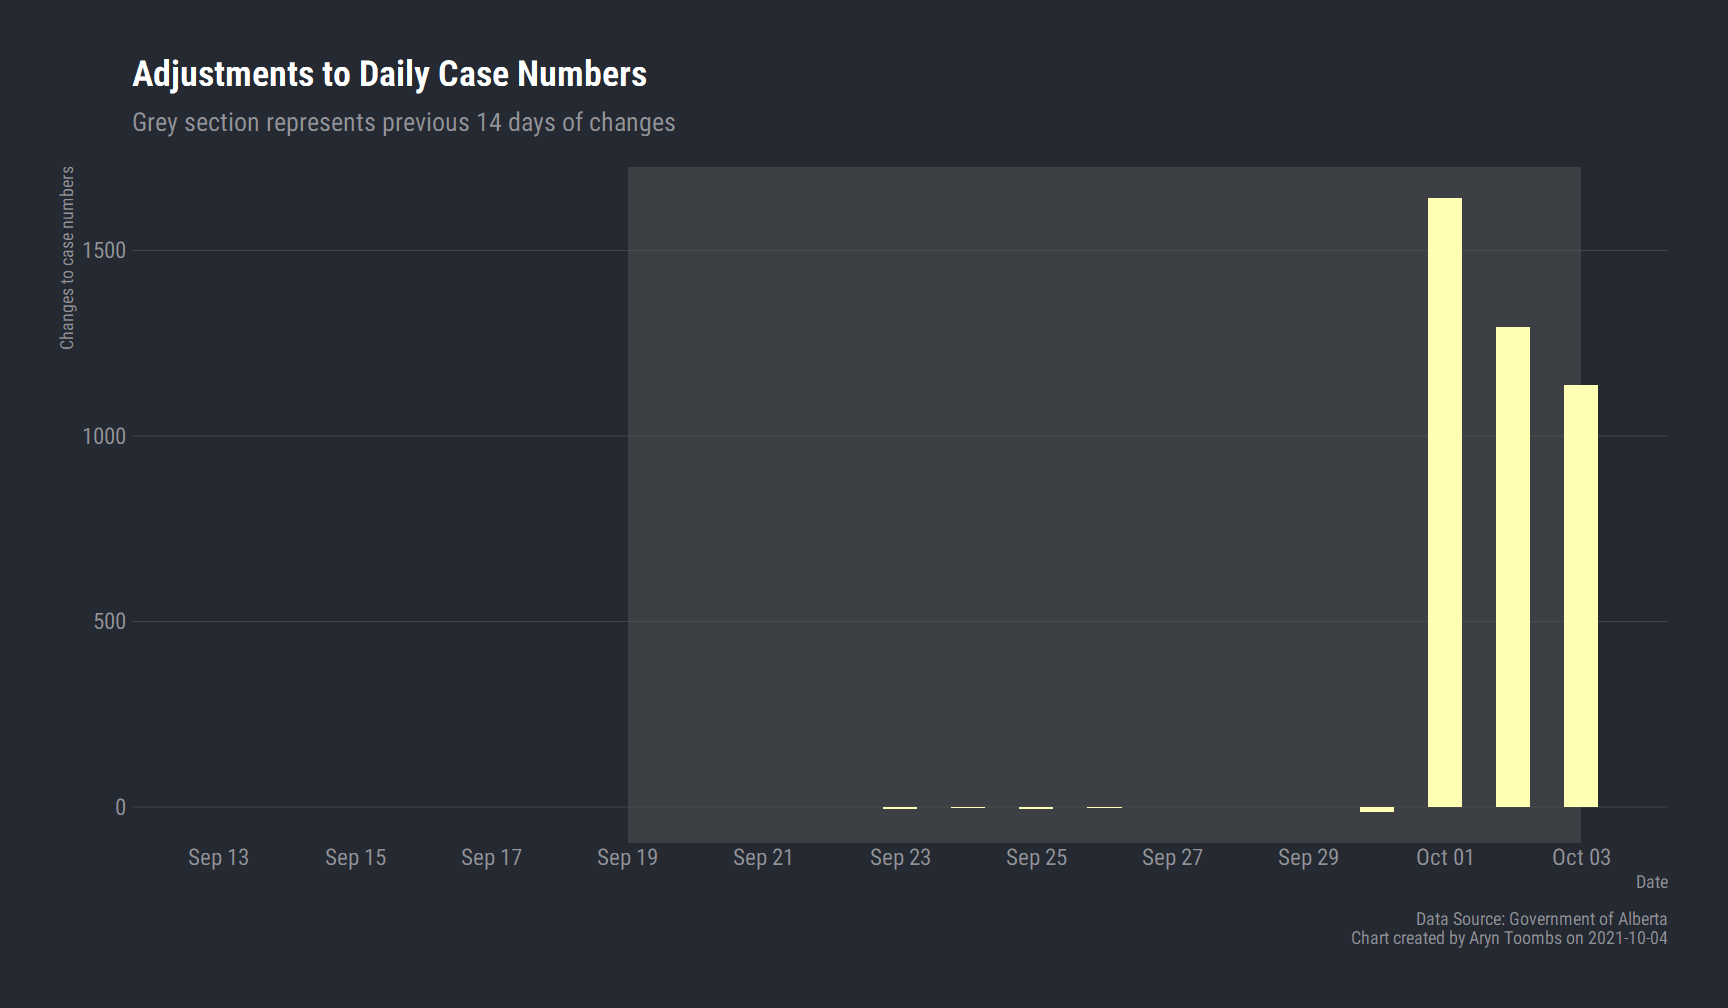 Adjustments to Daily Case Numbers
Grey section represents previous 14 days of changes
Changes to case numbers
1500
1000
500
0
Sep 13 Sep 15 Sep 17 Sep 19 Sep 21 Sep 23 Sep 25 Sep 27 Sep 29 Oct 01 Oct 03
Date
Data Source: Government of Alberta
Chart created by Aryn Toombs on 2021-10-04